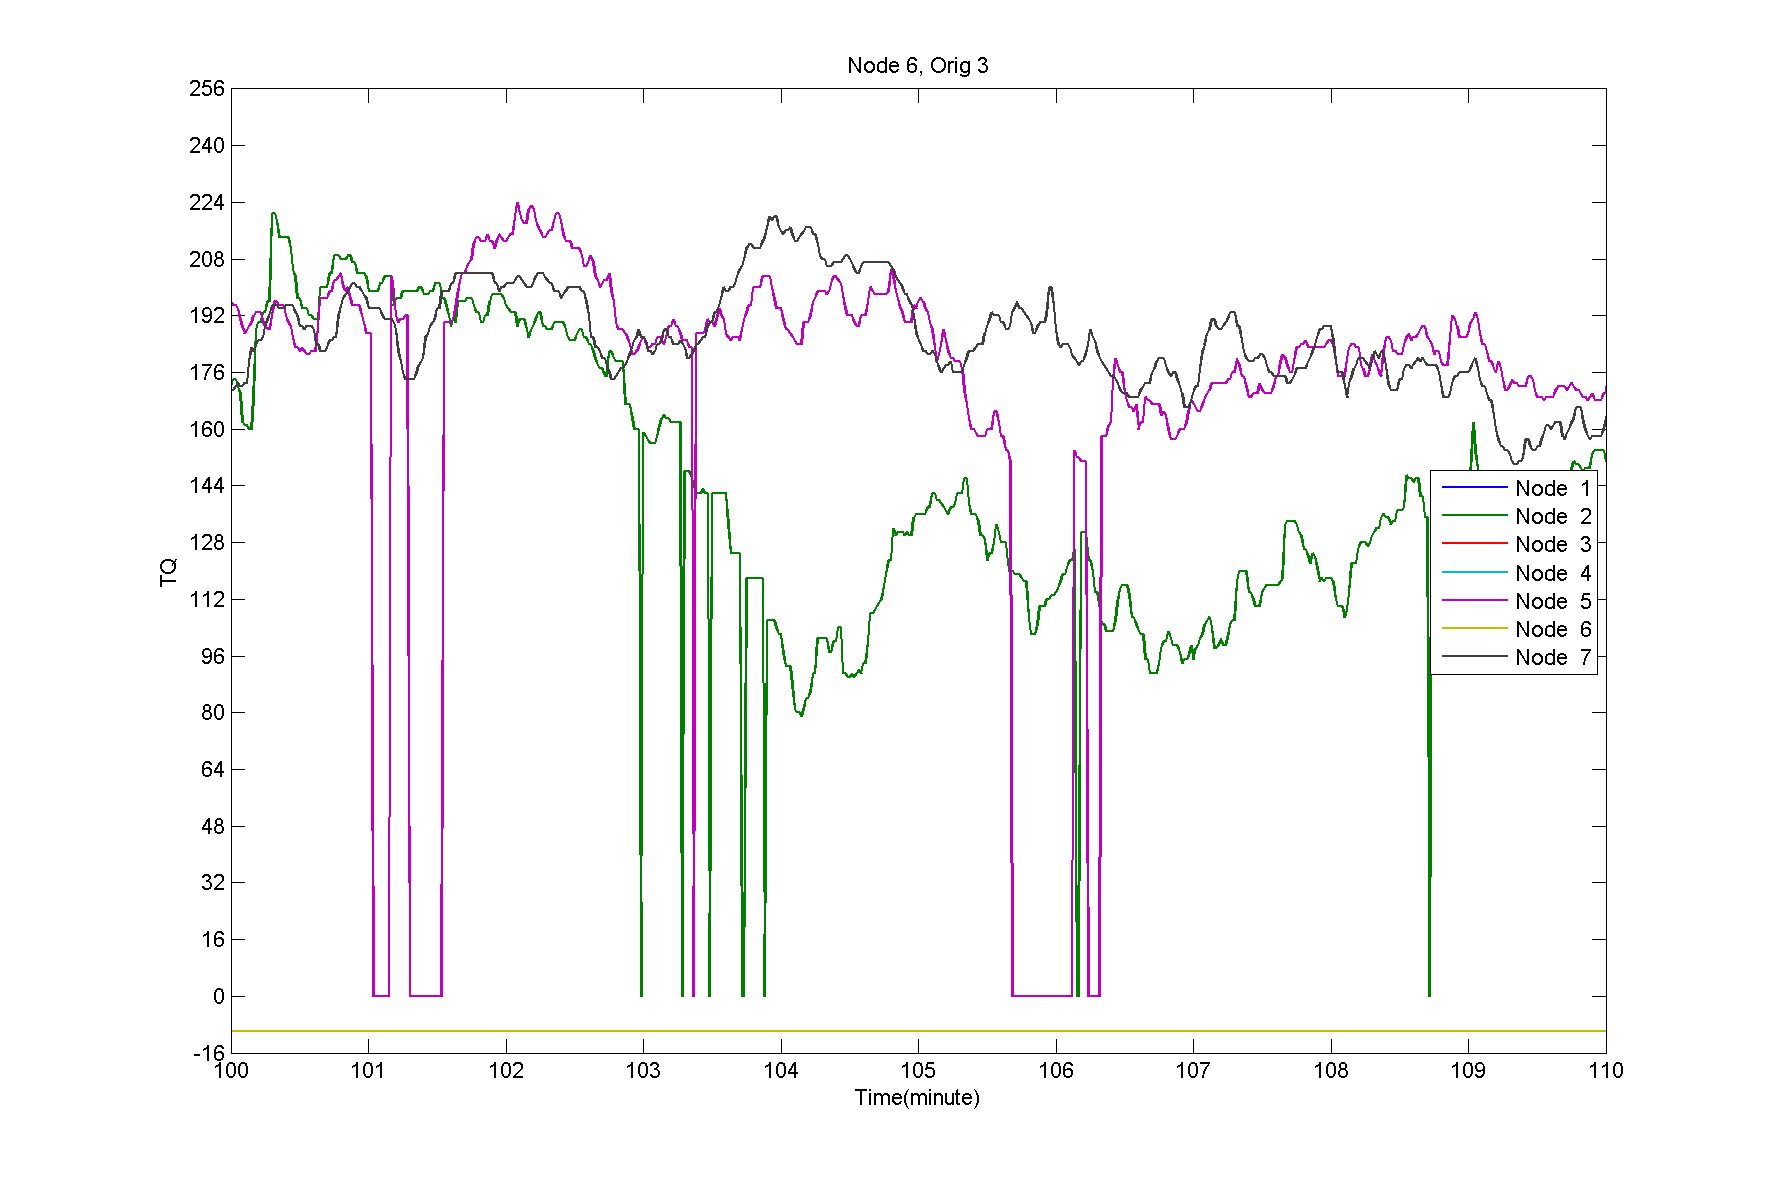 Node 6, Orig 3
256
240
224
208
192
176
160
144
128
112
96
80
64
48
32
16
0
-16
TQ
100 101 102 103 104 105 106 107 108 109 110
Time(minute)
Node 1
Node 2
Node 3
Node 4
Node 5
Node 6
Node 7